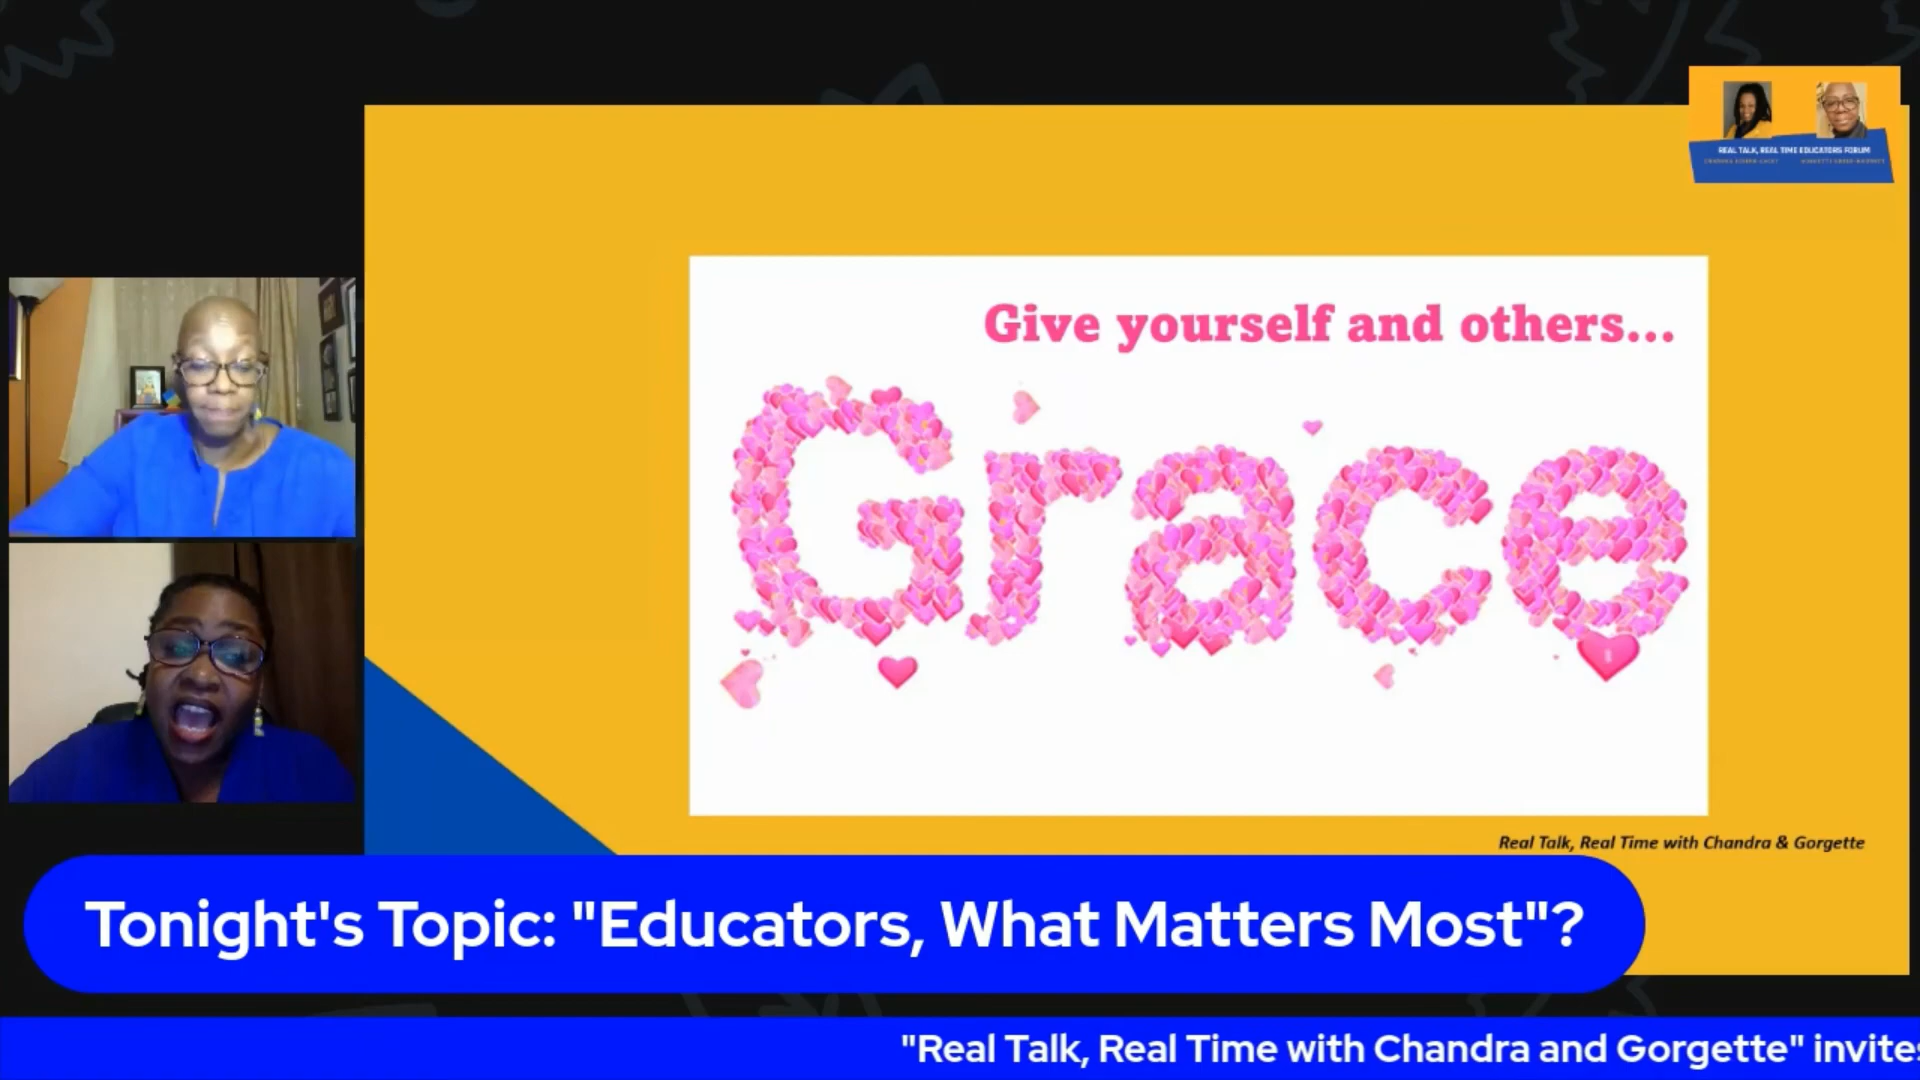 REAL TALK, REAL TIME EDUCATORS FORUM
Give yourself and others...
Grace
Real Talk, Real Time with Chandra & Gorgette
Tonight's Topic: "Educators, What Matters Most"?
"Real Talk, Real Time with Chandra and Gorgette" invites